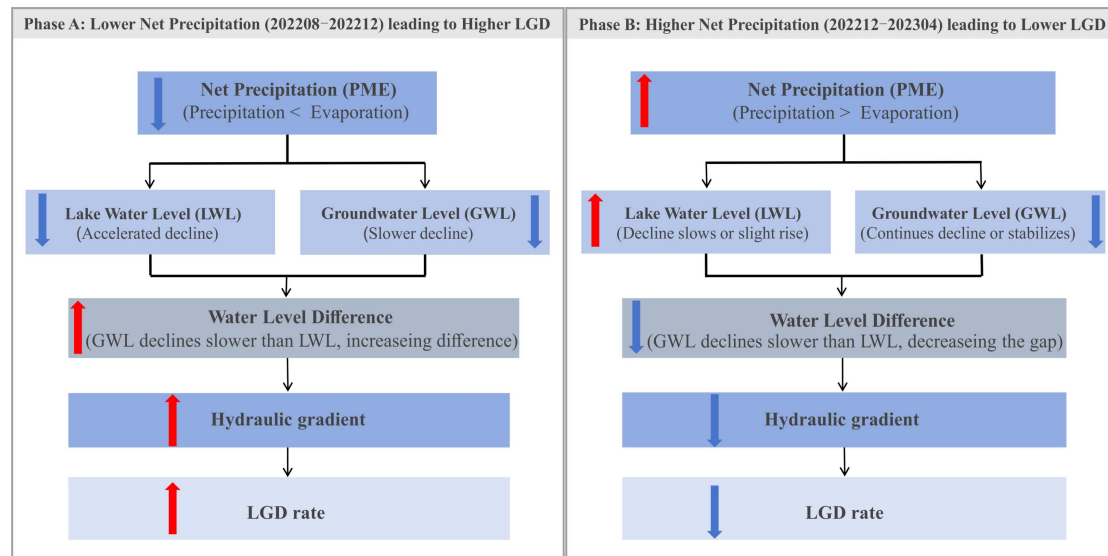 Phase A: Lower Net Precipitation (202208−202212) leading to Higher LGD
Net Precipitation (PME)
(Precipitation < Evaporation)
Lake Water Level (LWL)
(Accelerated decline)
Groundwater Level (GWL)
(Slower decline)
Water Level Difference
(GWL declines slower than LWL, increaseing difference)
Hydraulic gradient
LGD rate
Phase B: Higher Net Precipitation (202212−202304) leading to Lower LGD
Net Precipitation (PME)
(Precipitation > Evaporation)
Lake Water Level (LWL)
(Decline slows or slight rise)
Groundwater Level (GWL)
(Continues decline or stabilizes)
Water Level Difference
(GWL declines slower than LWL, decreaseing the gap)
Hydraulic gradient
LGD rate